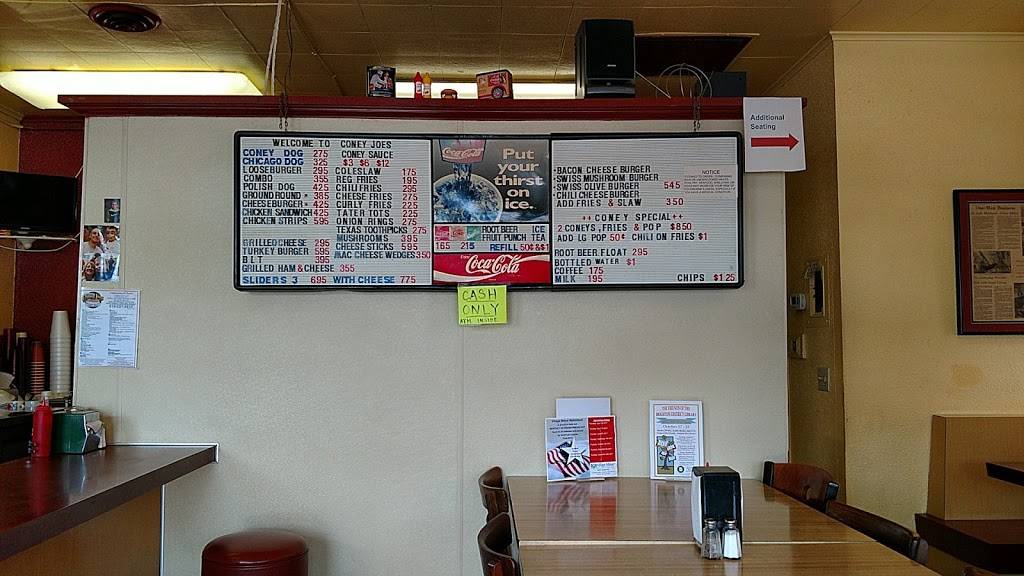 WELCOME TO CONEY JOES
CONEY DOG 275
CHICAGO DOG 325
LOOSEBURGER 295
COMBO 355
POLISH DOG 425
GROUND ROUND * 385
CHEESEBURGER * 425
CHICKEN SANDWICH 425
CHICKEN STRIPS 595
GRILLED CHEESE 295
TURKEY BURGER 595
B L T 395
GRILLED HAM & CHEESE 355
SLIDERS 3 695 WITH CHEESE 775
CONEY SAUCE
$3 $6 $12
COLESLAW 175
REG. FRIES 195
CHILI FRIES 295
CHEESE FRIES 275
CURLY FRIES 225
TATER TOTS 225
ONION RINGS 275
TEXAS TOOTHPICKS 275
MUSHROOMS 395
CHEESE STICKS 595
MAC CHEESE WEDGES 350
Coca-Cola
Put
your
thirst
on
ice.
ROOT BEER ICE
FRUIT PUNCH TEA
165 215 REFILL 50¢ & $1
Coca-Cola
BACON CHEESE BURGER
SWISS MUSHROOM BURGER
SWISS OLIVE BURGER 545
CHILI CHEESE BURGER
ADD FRIES & SLAW 350
NOTICE
++ CONEY SPECIAL ++
2 CONEYS, FRIES & POP $850
ADD LG POP 50¢ CHILI ON FRIES $1
ROOT BEER FLOAT 295
BOTTLED WATER $1
COFFEE 175
MILK 195 CHIPS $1.25
Additional
Seating
CASH
ONLY
ATM INSIDE